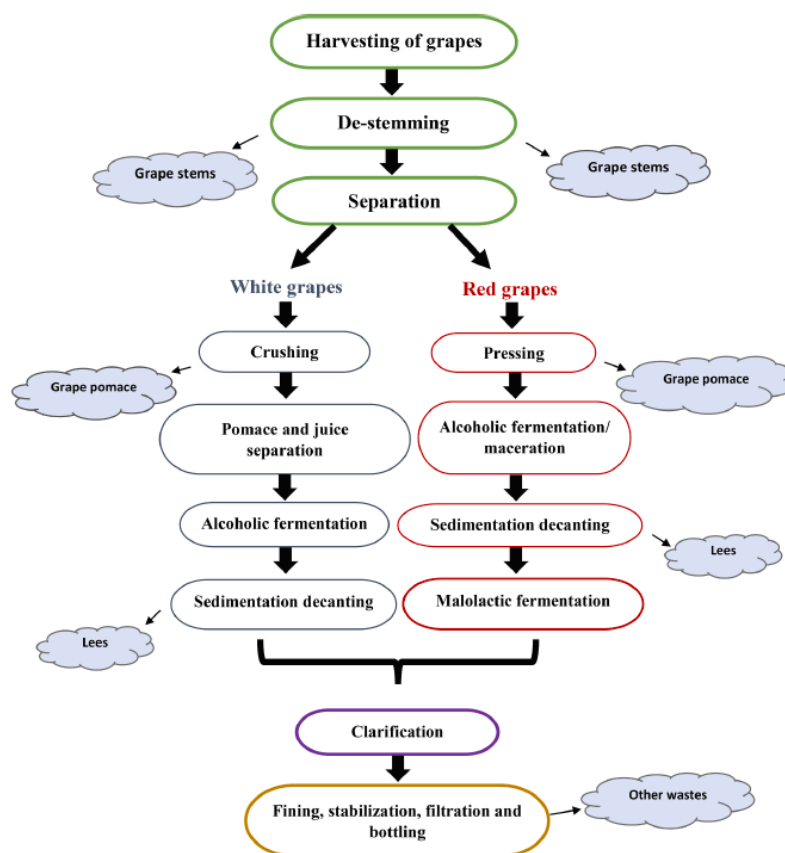 Harvesting of grapes
De-stemming
Grape stems
Grape stems
Separation
White grapes
Red grapes
Crushing
Pressing
Grape pomace
Grape pomace
Pomace and juice
separation
Alcoholic fermentation/
maceration
Alcoholic fermentation
Sedimentation decanting
Lees
Sedimentation decanting
Malolactic fermentation
Lees
Clarification
Fining, stabilization, filtration and
bottling
Other wastes